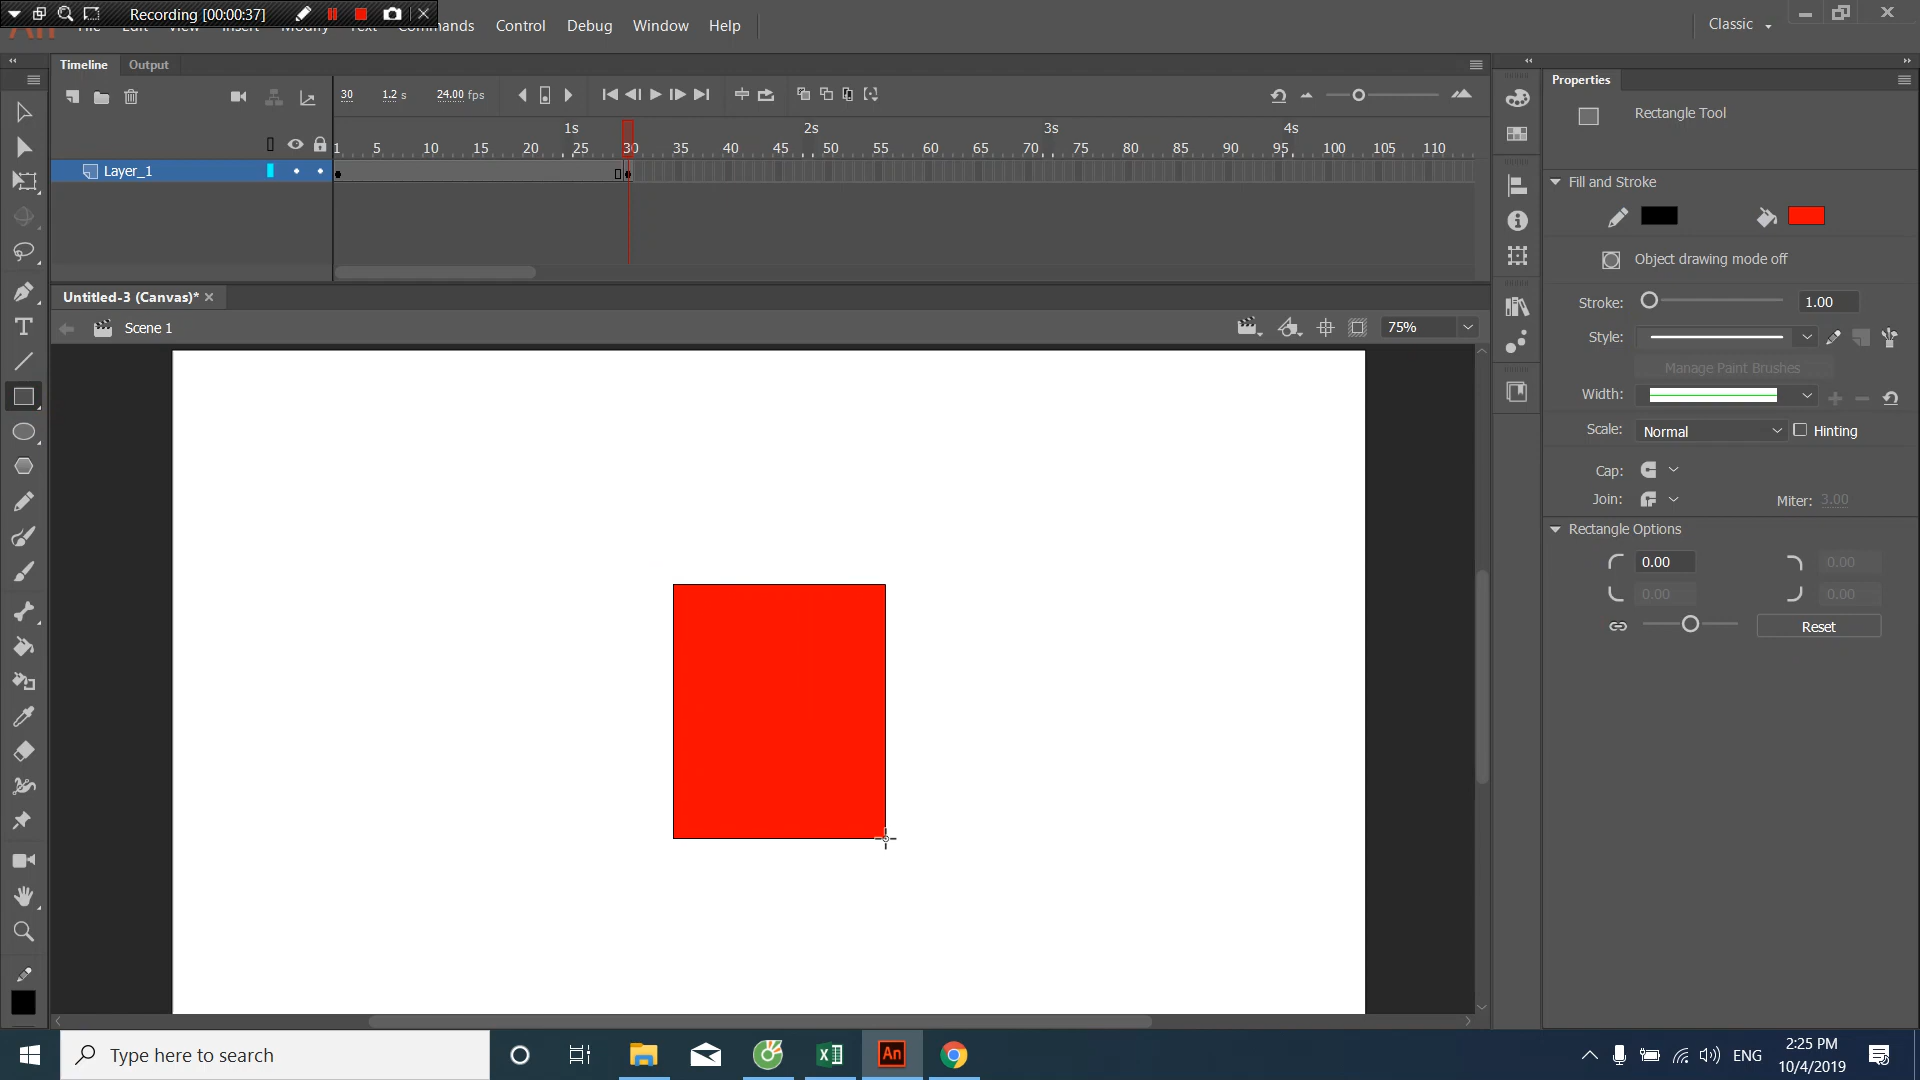 Recording [00:00:37]
File Edit View Insert Modify Text Commands Control Debug Window Help
Classic
Timeline Output
30 1.2 s 24.00 fps
1s 2s 3s 4s
1 5 10 15 20 25 30 35 40 45 50 55 60 65 70 75 80 85 90 95 100 105 110
Layer_1
Untitled-3 (Canvas)*
Scene 1
75%
Properties
Rectangle Tool
Fill and Stroke
Object drawing mode off
Stroke: 1.00
Style:
Manage Paint Brushes
Width:
Scale: Normal Hinting
Cap:
Join: Miter: 3.00
Rectangle Options
0.00 0.00
0.00 0.00
Reset
Type here to search
An
ENG
2:25 PM
10/4/2019